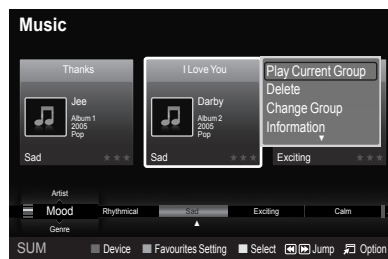 Music
Thanks
Jee
Album 1
2005
Pop
Sad
I Love You
Darby
Album 2
2005
Pop
Sad
Play Current Group
Delete
Change Group
Information
Exciting
Artist
Mood Rhythmical Sad Exciting Calm
Genre
SUM Device Favourites Setting Select Jump Option